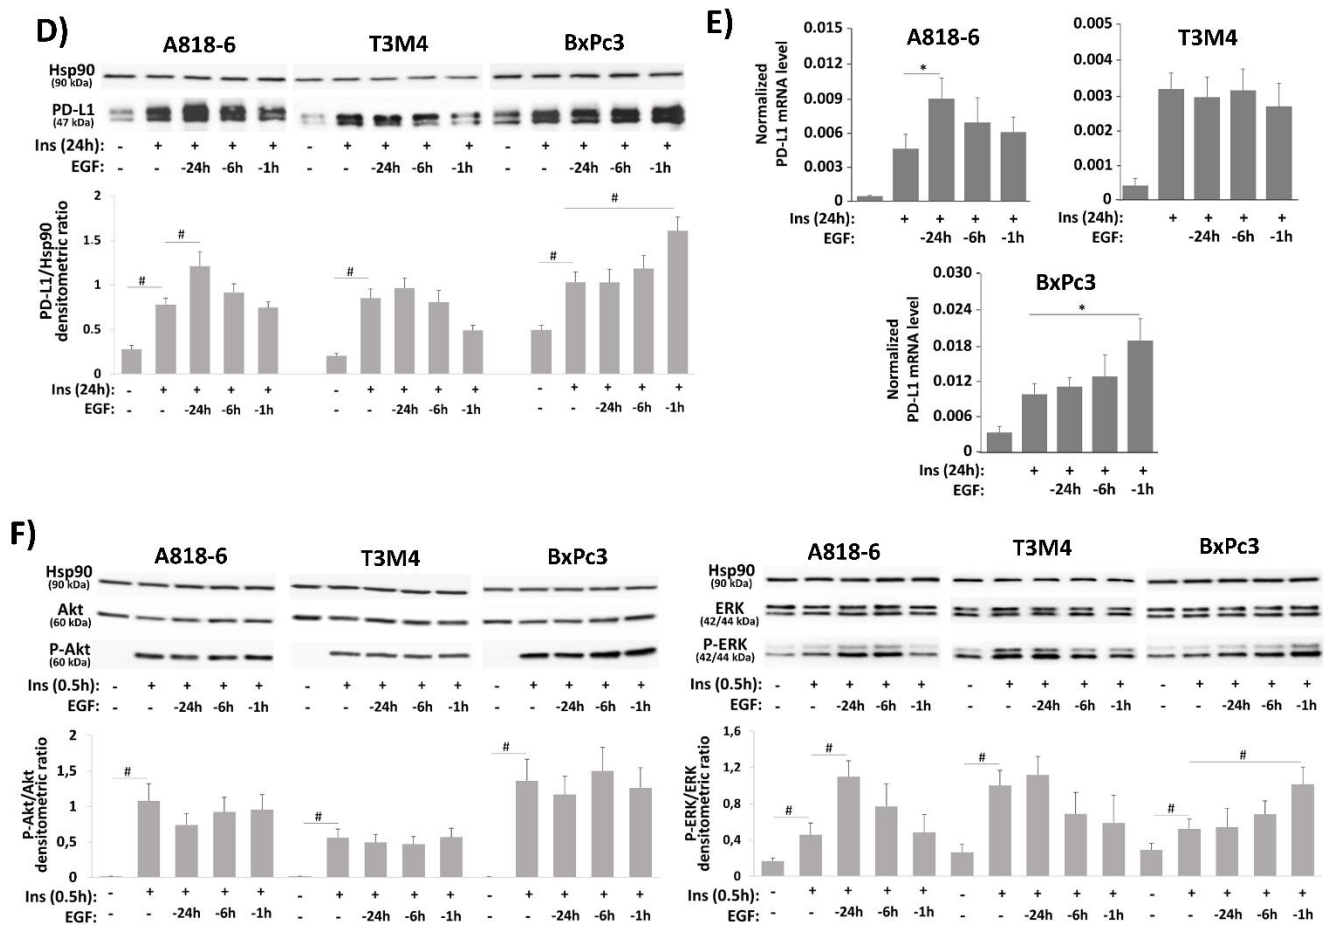 D)
A818-6 T3M4 BxPc3
Hsp90
(90 kDa)
PD-L1
(47 kDa)
Ins (24h): - + + + + - + + + + - + + + +
EGF: - - -24h -6h -1h - - -24h -6h -1h - - -24h -6h -1h
PD-L1/Hsp90
densitometric ratio
2
1.5
1
0.5
0
# # # # #
Ins (24h): - + + + + - + + + + - + + + +
EGF: - - -24h -6h -1h - - -24h -6h -1h - - -24h -6h -1h
E)
A818-6
Normalized
PD-L1 mRNA level
0.015
0.012
0.009
0.006
0.003
0
*
Ins (24h): + + + +
EGF: -24h -6h -1h
T3M4
0.005
0.004
0.003
0.001
0.001
0
+ + + +
-24h -6h -1h
BxPc3
Normalized
PD-L1 mRNA level
0.030
0.024
0.018
0.012
0.006
0
*
Ins (24h): + + + +
EGF: -24h -6h -1h
F)
A818-6 T3M4 BxPc3
Hsp90
(90 kDa)
Akt
(60 kDa)
P-Akt
(60 kDa)
Ins (0.5h): - + + + + - + + + + - + + + +
EGF: - - -24h -6h -1h - - -24h -6h -1h - - -24h -6h -1h
P-Akt/Akt
densitometric ratio
2
1,5
1
0,5
0
# # #
Ins (0.5h): - + + + + - + + + + - + + + +
EGF: - - -24h -6h -1h - - -24h -6h -1h - - -24h -6h -1h
A818-6 T3M4 BxPc3
Hsp90
(90 kDa)
ERK
(42/44 kDa)
P-ERK
(42/44 kDa)
Ins (0.5h): - + + + + - + + + + - + + + +
EGF: - - -24h -6h -1h - - -24h -6h -1h - - -24h -6h -1h
P-ERK/ERK
densitometric ratio
1,6
1,2
0,8
0,4
0
# # # # #
Ins (0.5h): - + + + + - + + + + - + + + +
EGF: - - -24h -6h -1h - - -24h -6h -1h - - -24h -6h -1h